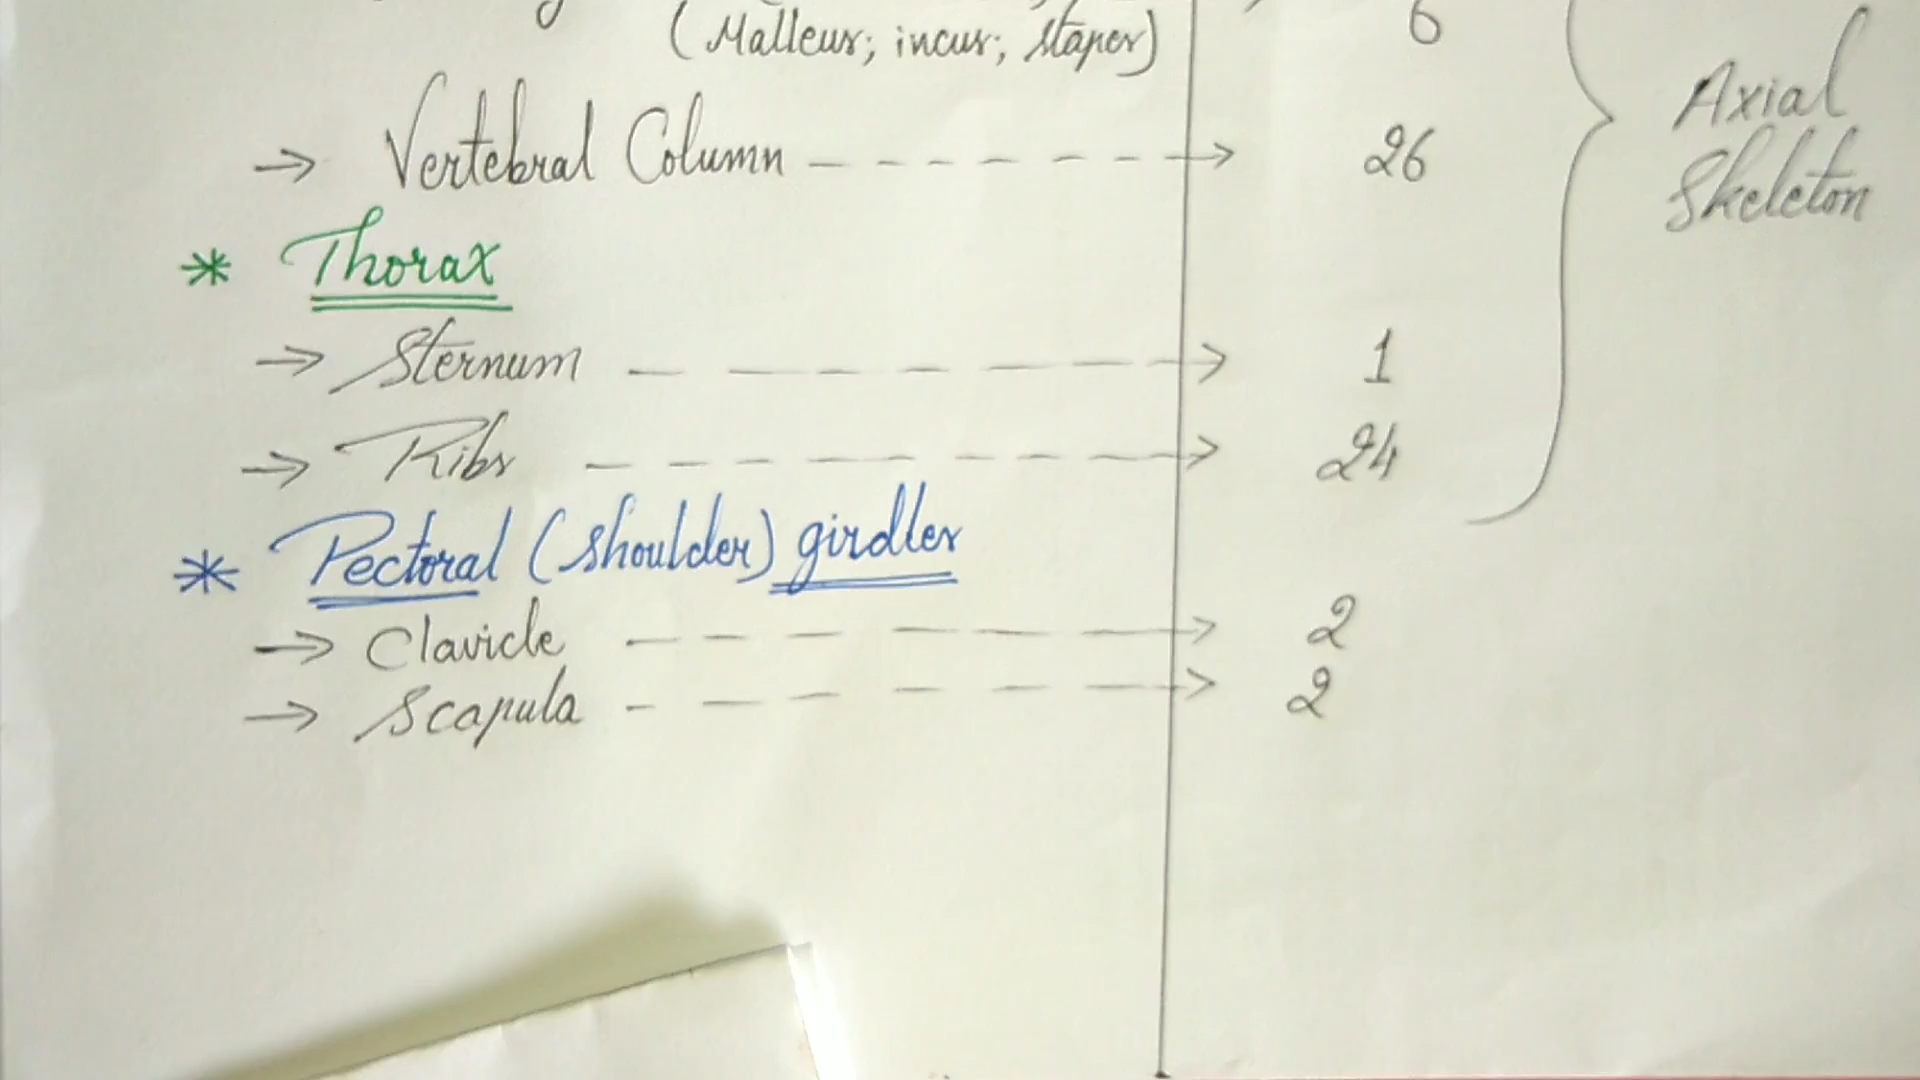 (Malleus; incus; stapes) 6
→ Vertebral Column - - - - - - → 26
Axial
Skeleton
* Thorax
→ Sternum - - - - - → 1
→ Ribs - - - - - - → 24
* Pectoral (shoulder) girdles
→ Clavicle - - - - - → 2
→ Scapula - - - - - → 2